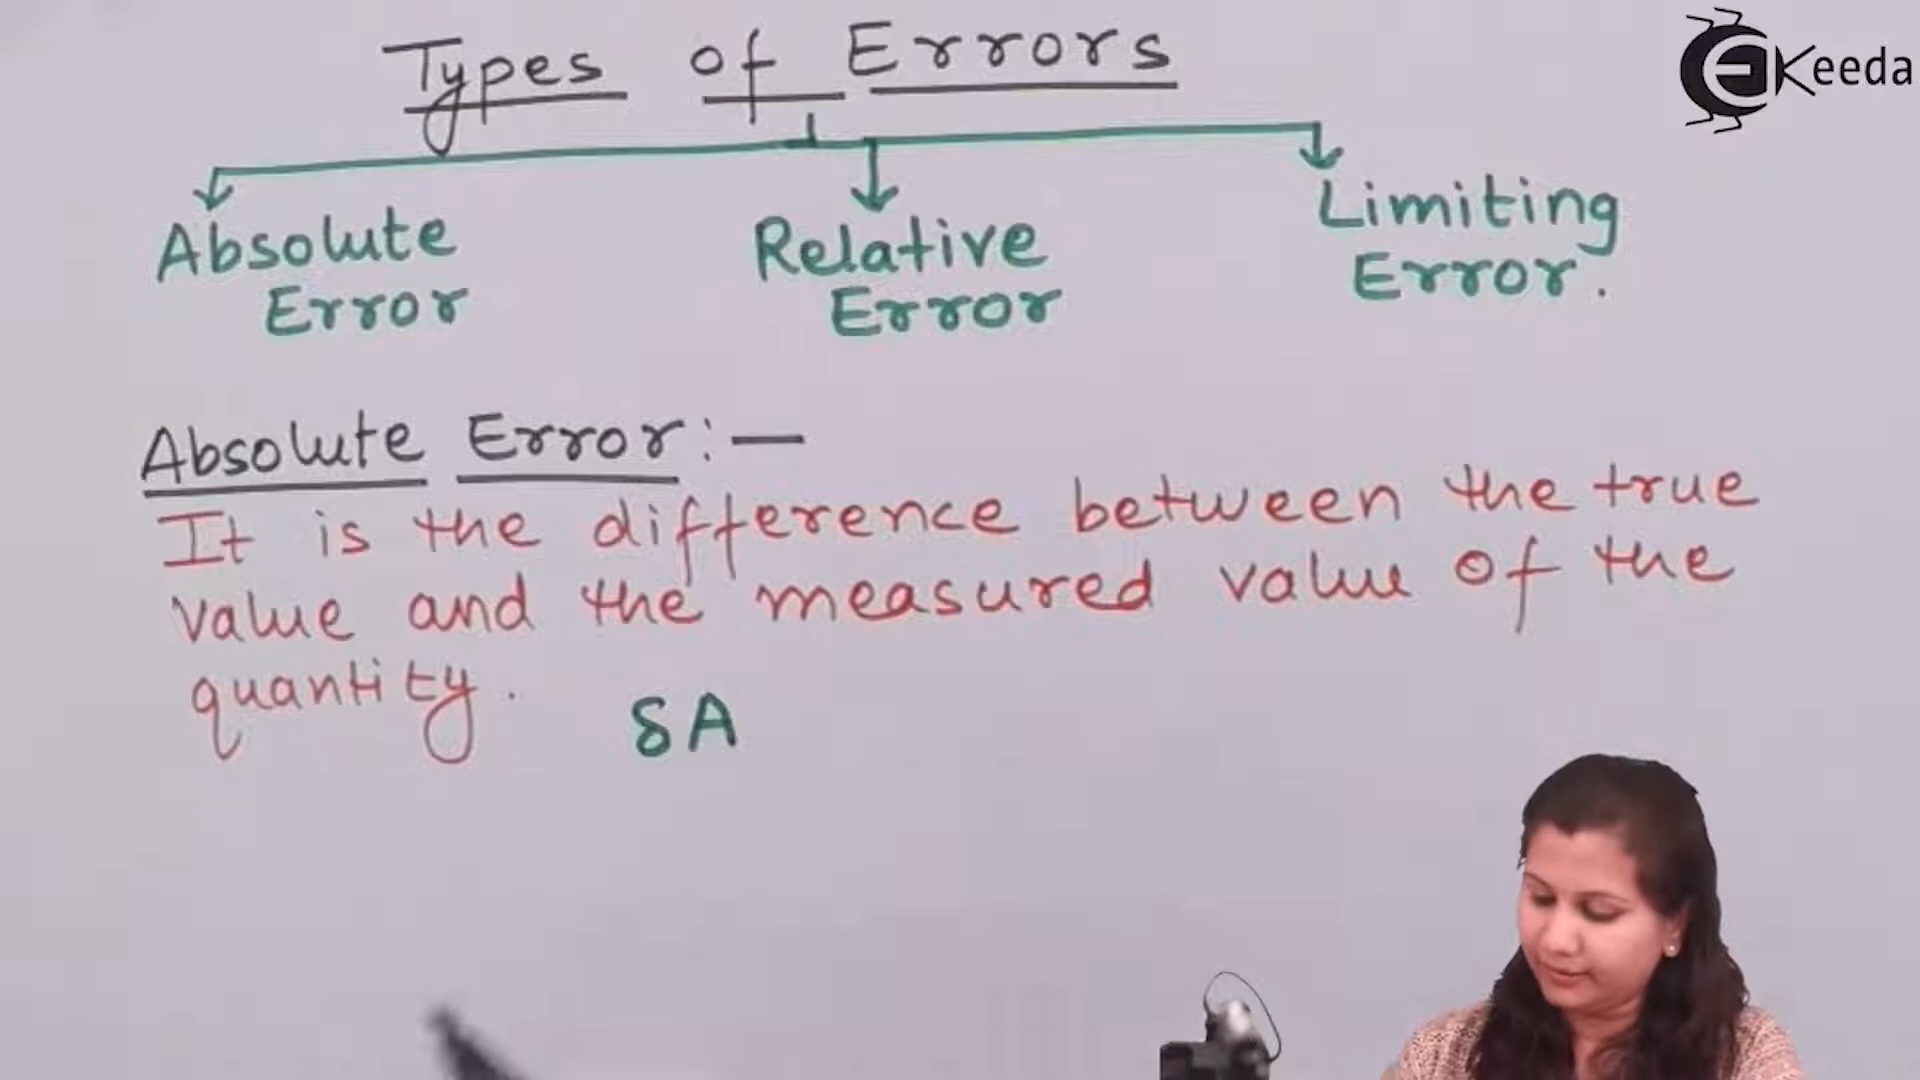 Types of Errors
Keeda
Absolute
Error
Relative
Error
Limiting
Error.
Absolute Error:—
It is the difference between the true
value and the measured value of the
quantity.
δA